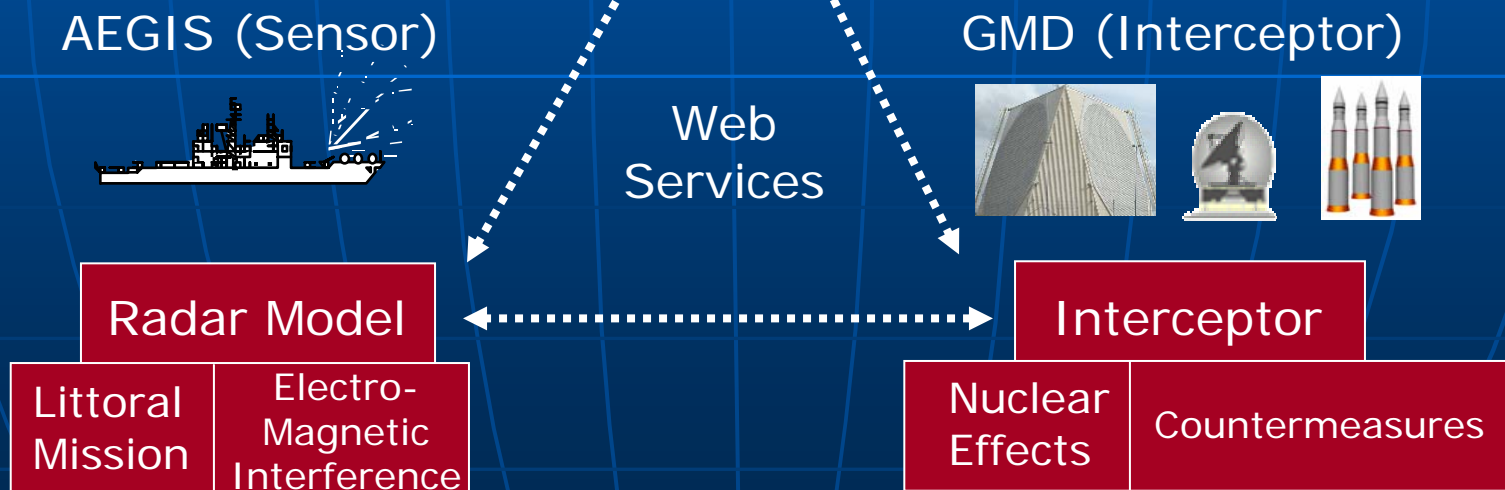 AEGIS (Sensor)
GMD (Interceptor)
Web
Services
Radar Model
Interceptor
Littoral
Mission
Electro-
Magnetic
Interference
Nuclear
Effects
Countermeasures